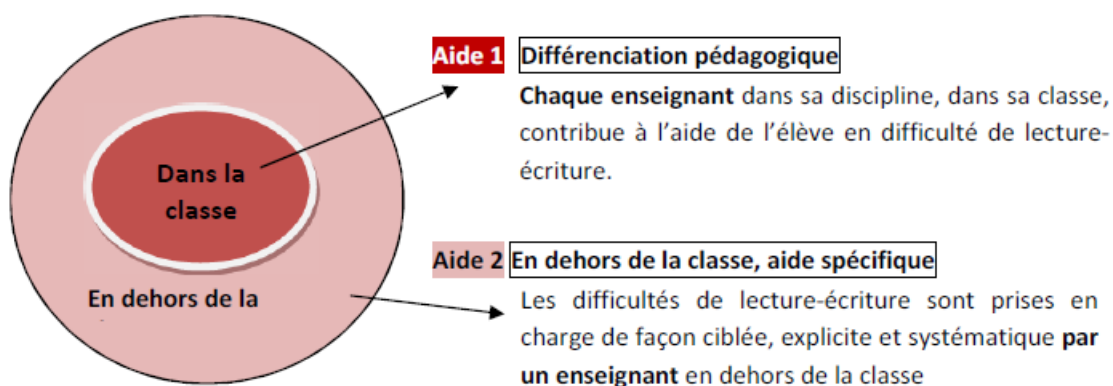 Dans la
classe
En dehors de la
Aide 1 Différenciation pédagogique
Chaque enseignant dans sa discipline, dans sa classe,
contribue à l'aide de l'élève en difficulté de lecture-
écriture.
Aide 2 En dehors de la classe, aide spécifique
Les difficultés de lecture-écriture sont prises en
charge de façon ciblée, explicite et systématique par
un enseignant en dehors de la classe